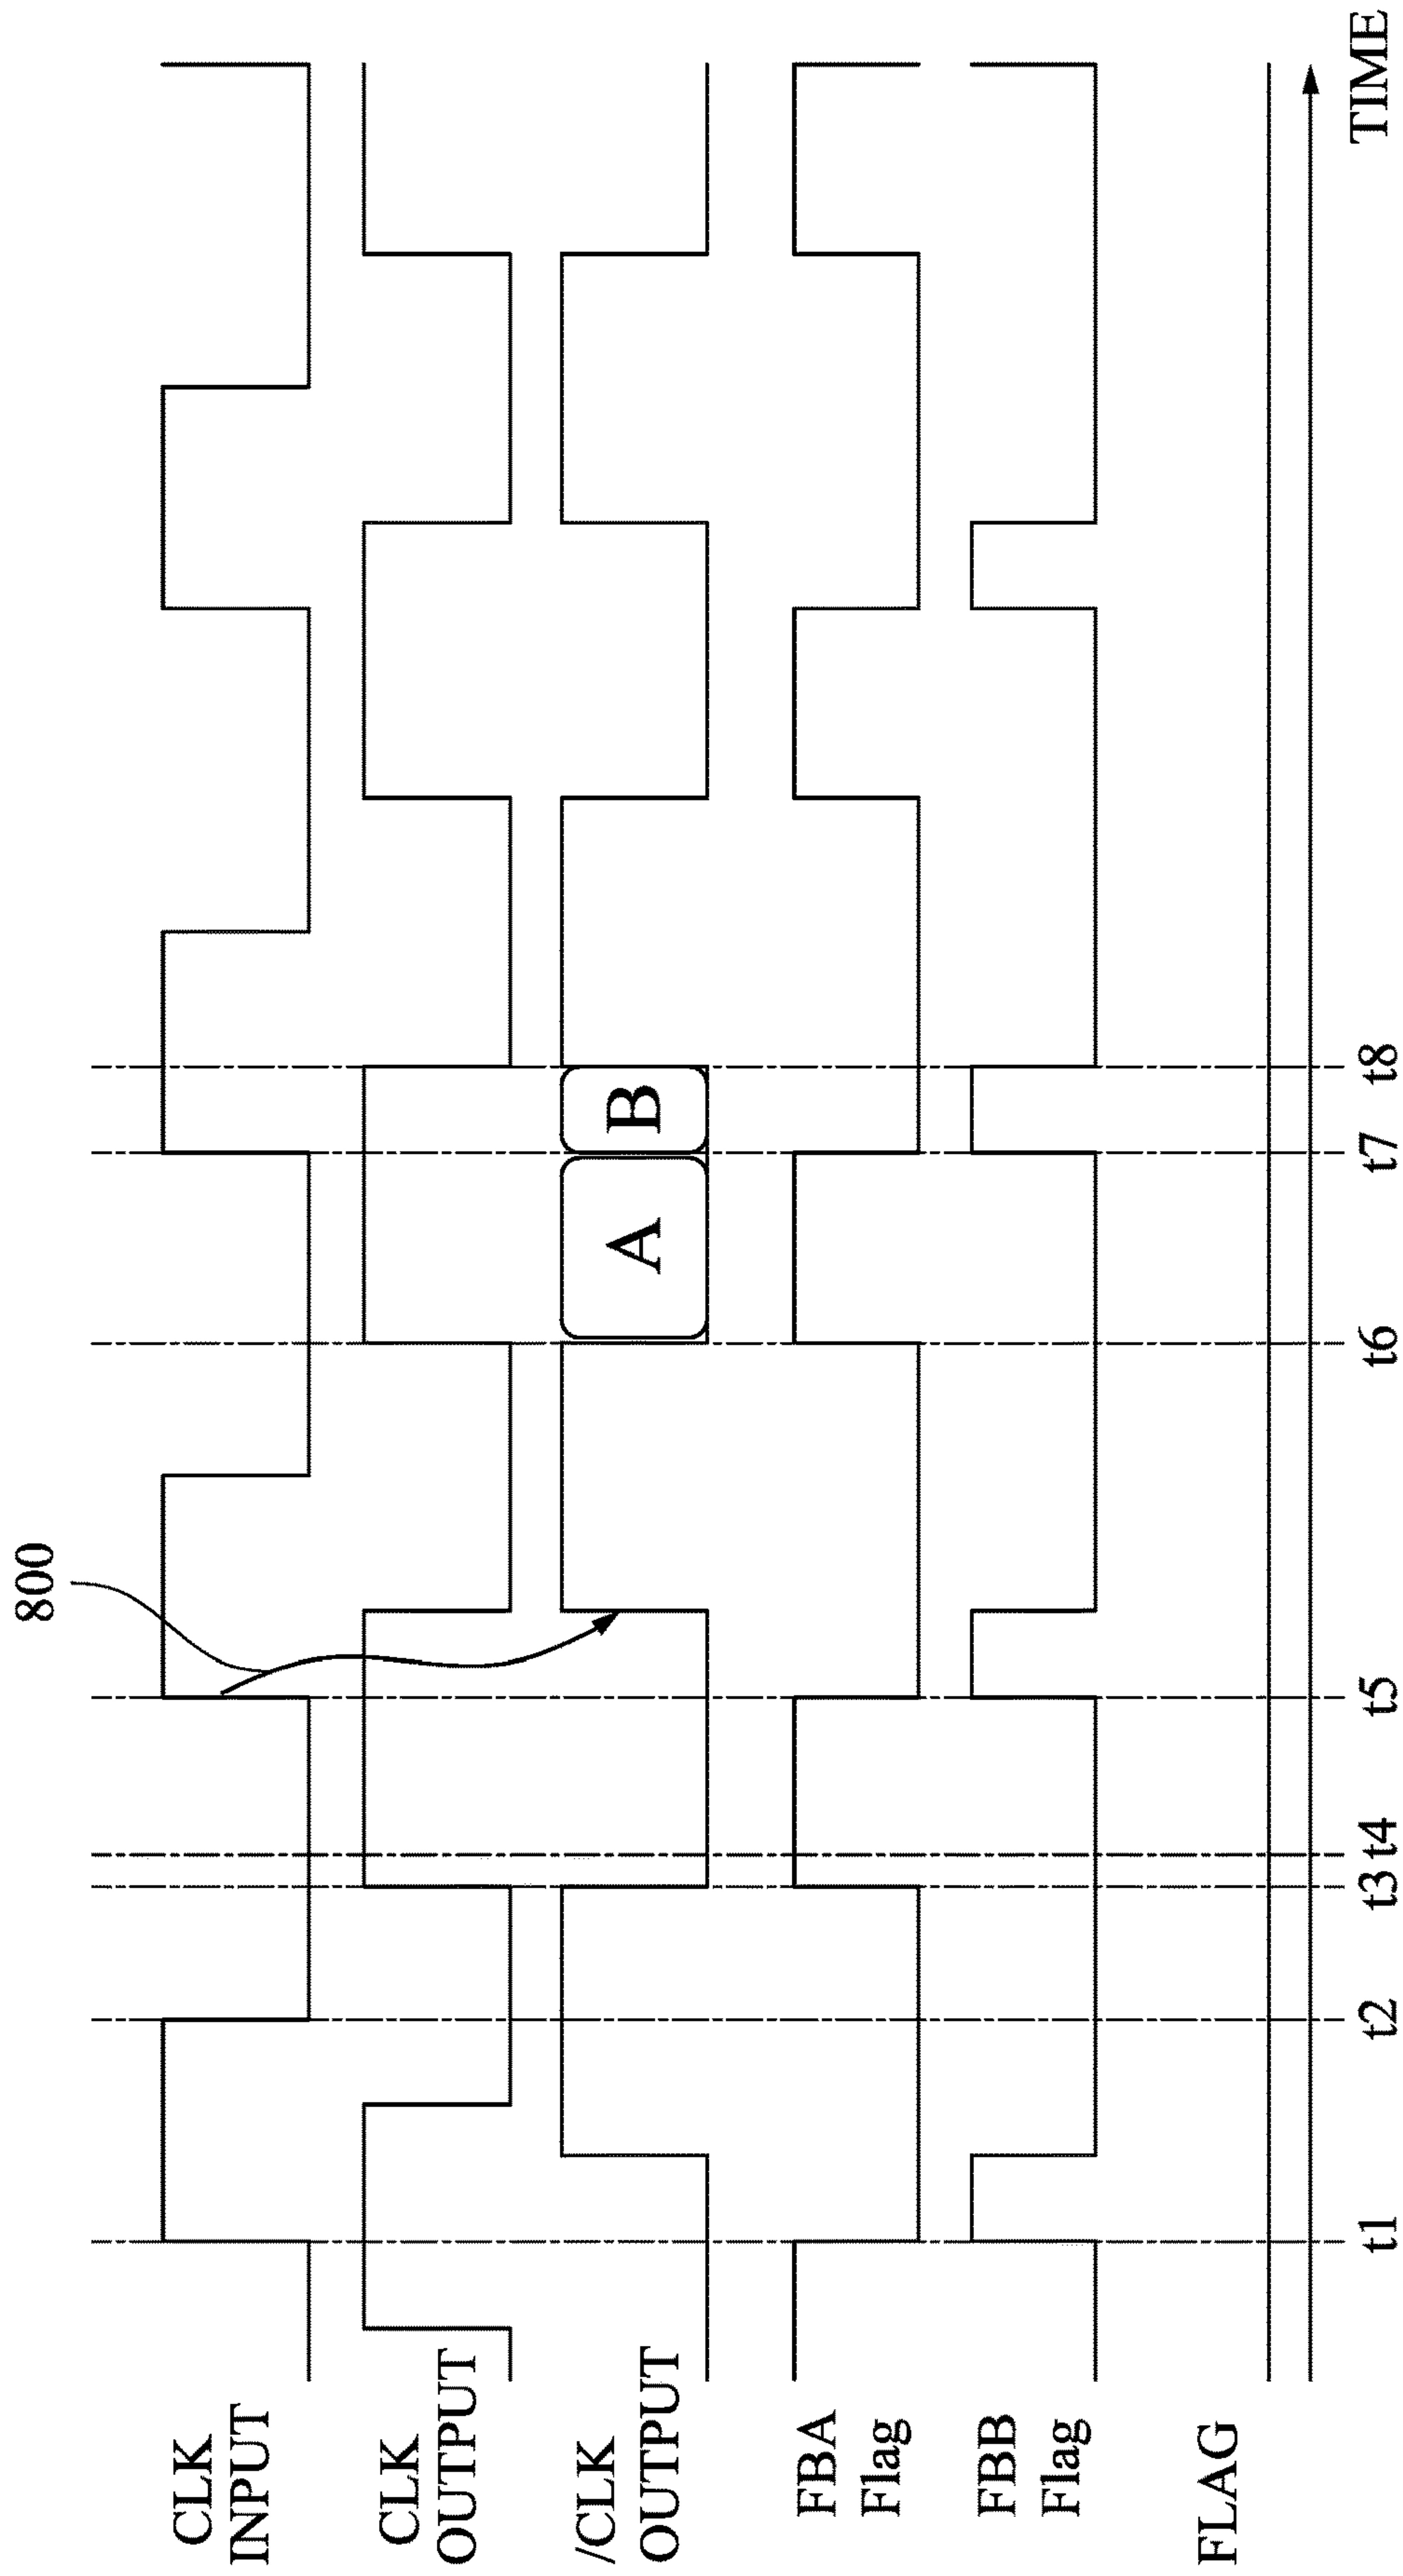 800
CLK
INPUT
CLK
OUTPUT
/CLK
OUTPUT
A
B
FBA
Flag
FBB
Flag
FLAG
t1
t2
t3
t4
t5
t6
t7
t8
TIME